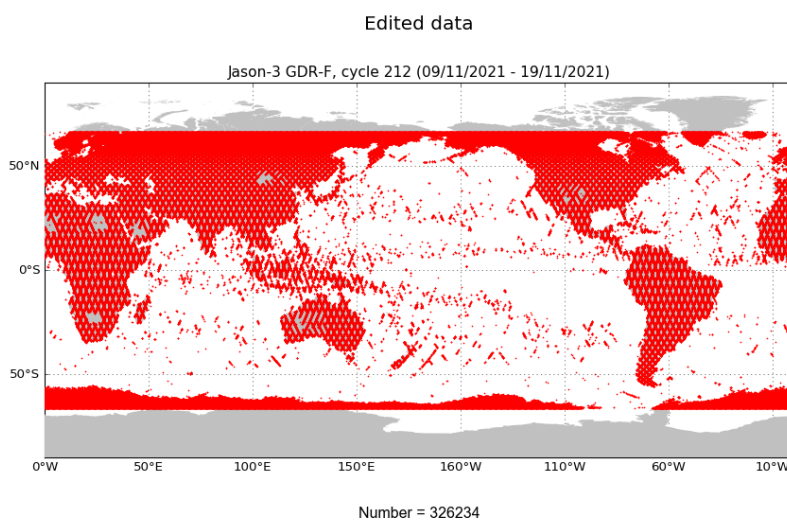 Edited data
Jason-3 GDR-F, cycle 212 (09/11/2021 - 19/11/2021)
50°N
0°S
50°S
0°W 50°E 100°E 150°E 160°W 110°W 60°W 10°W
Number = 326234